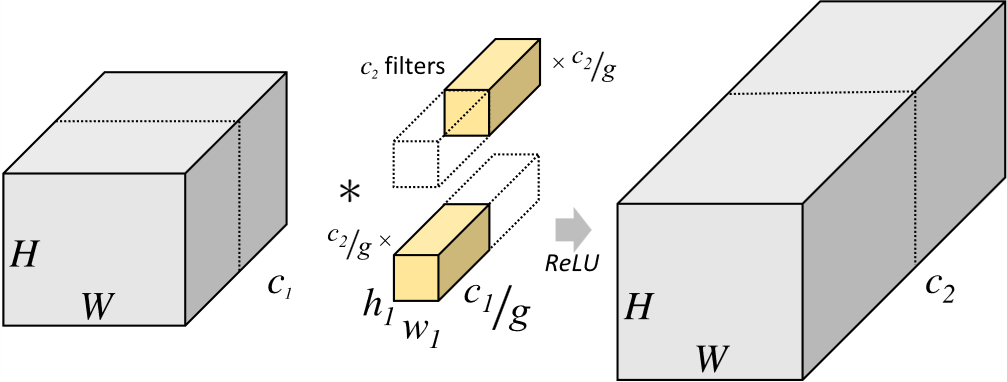 H
W
c₁
*
c₂ filters
× c₂/g
c₂/g ×
h₁
w₁
c₁/g
ReLU
H
W
c₂